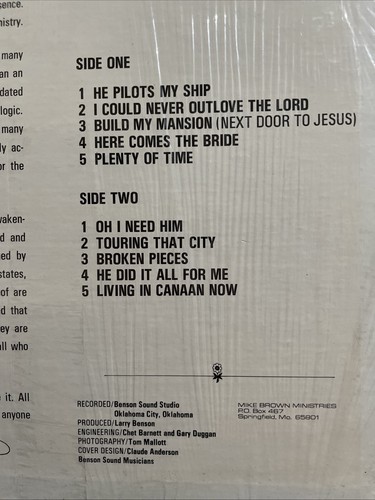 sence.
nistry.
many
an an
dated
logic.
many
ly ac-
or the
waken-
d and
ed by
states,
of are
d that
ey are
all who
it. All
anyone
SIDE ONE
1 HE PILOTS MY SHIP
2 I COULD NEVER OUTLOVE THE LORD
3 BUILD MY MANSION (NEXT DOOR TO JESUS)
4 HERE COMES THE BRIDE
5 PLENTY OF TIME
SIDE TWO
1 OH I NEED HIM
2 TOURING THAT CITY
3 BROKEN PIECES
4 HE DID IT ALL FOR ME
5 LIVING IN CANAAN NOW
RECORDED/Benson Sound Studio
Oklahoma City, Oklahoma
PRODUCED/Larry Benson
ENGINEERING/Chet Barnett and Gary Duggan
PHOTOGRAPHY/Tom Mallott
COVER DESIGN/Claude Anderson
Benson Sound Musicians
MIKE BROWN MINISTRIES
P.O. Box 467
Springfield, Mo. 65801